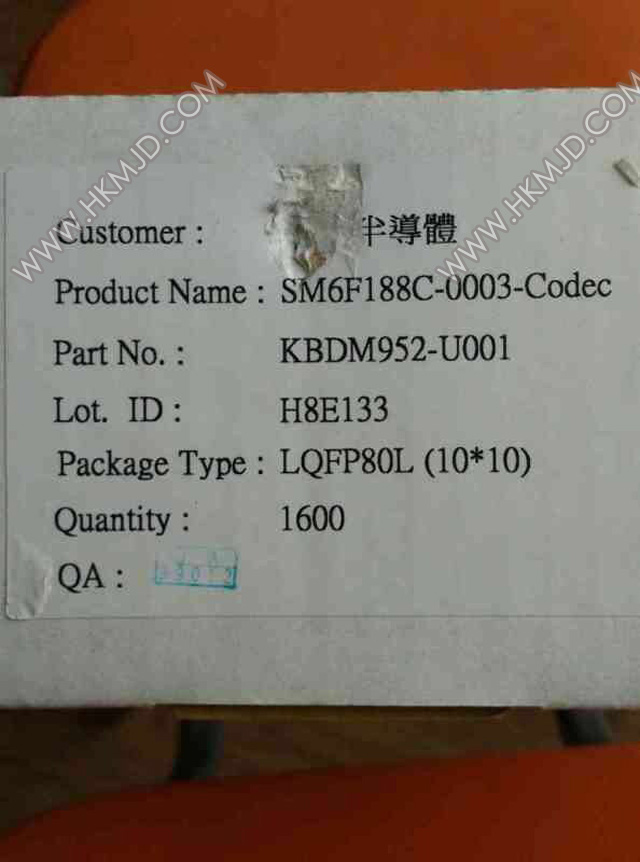 WWW.HKMJD.COM
WWW.HKMJD.COM
Customer : 半導體
Product Name : SM6F188C-0003-Codec
Part No. : KBDM952-U001
Lot. ID : H8E133
Package Type : LQFP80L (10*10)
Quantity : 1600
QA :